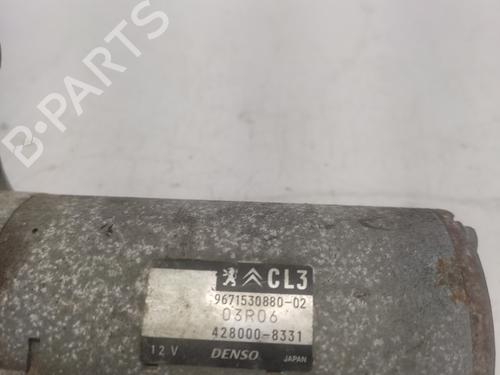 B-PARTS
CL3
9671530880-02
03R06
428000-8331
12 V DENSO JAPAN